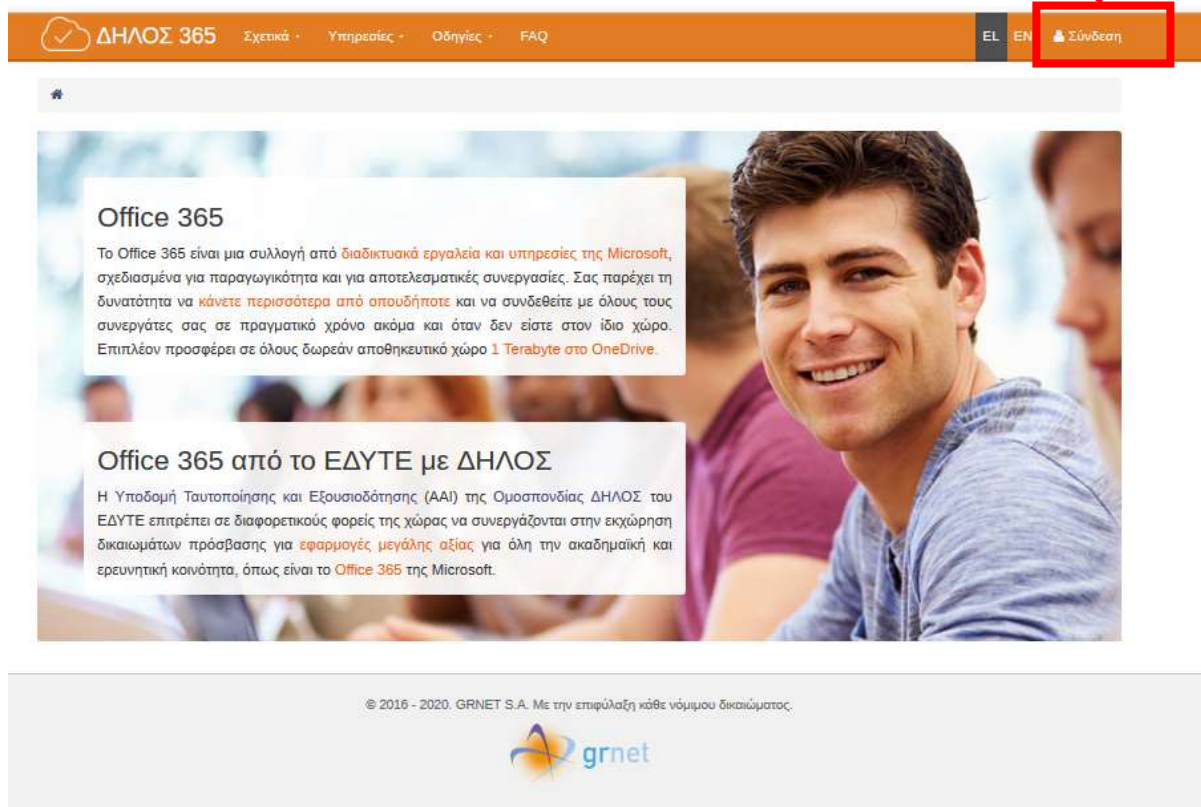 ΔΗΛΟΣ 365 Σχετικά Υπηρεσίες Οδηγίες FAQ EL EN Σύνδεση
Office 365
Το Office 365 είναι μια συλλογή από διαδικτυακά εργαλεία και υπηρεσίες της Microsoft,
σχεδιασμένα για παραγωγικότητα και για αποτελεσματικές συνεργασίες. Σας παρέχει τη
δυνατότητα να κάνετε περισσότερα από οπουδήποτε και να συνδεθείτε με όλους τους
συνεργάτες σας σε πραγματικό χρόνο ακόμα και όταν δεν είστε στον ίδιο χώρο.
Επιπλέον προσφέρει σε όλους δωρεάν αποθηκευτικό χώρο 1 Terabyte στο OneDrive.
Office 365 από το ΕΔΥΤΕ με ΔΗΛΟΣ
Η Υποδομή Ταυτοποίησης και Εξουσιοδότησης (AAI) της Ομοσπονδίας ΔΗΛΟΣ του
ΕΔΥΤΕ επιτρέπει σε διαφορετικούς φορείς της χώρας να συνεργάζονται στην εκχώρηση
δικαιωμάτων πρόσβασης για εφαρμογές μεγάλης αξίας για όλη την ακαδημαϊκή και
ερευνητική κοινότητα, όπως είναι το Office 365 της Microsoft.
© 2016 - 2020. GRNET S.A. Με την επιφύλαξη κάθε νόμιμου δικαιώματος.
grnet